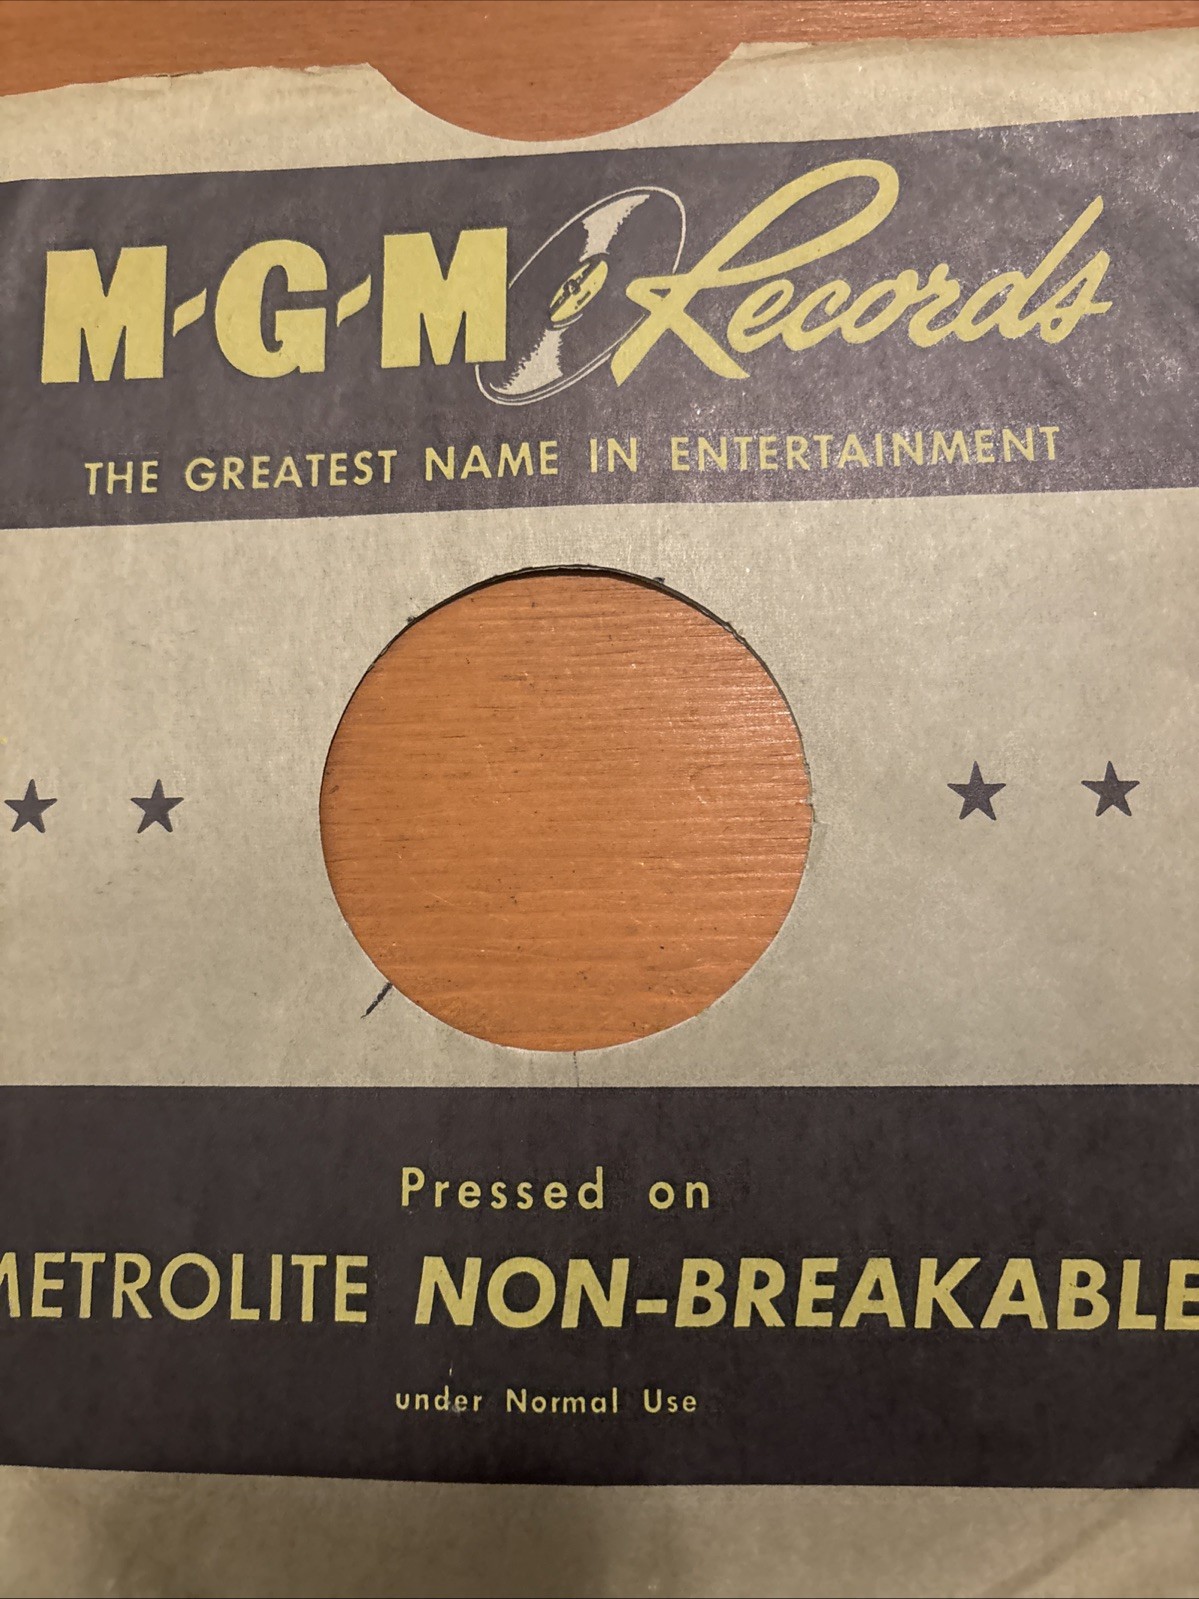 M-G-M Records
THE GREATEST NAME IN ENTERTAINMENT
Pressed on
METROLITE NON-BREAKABLE
under Normal Use